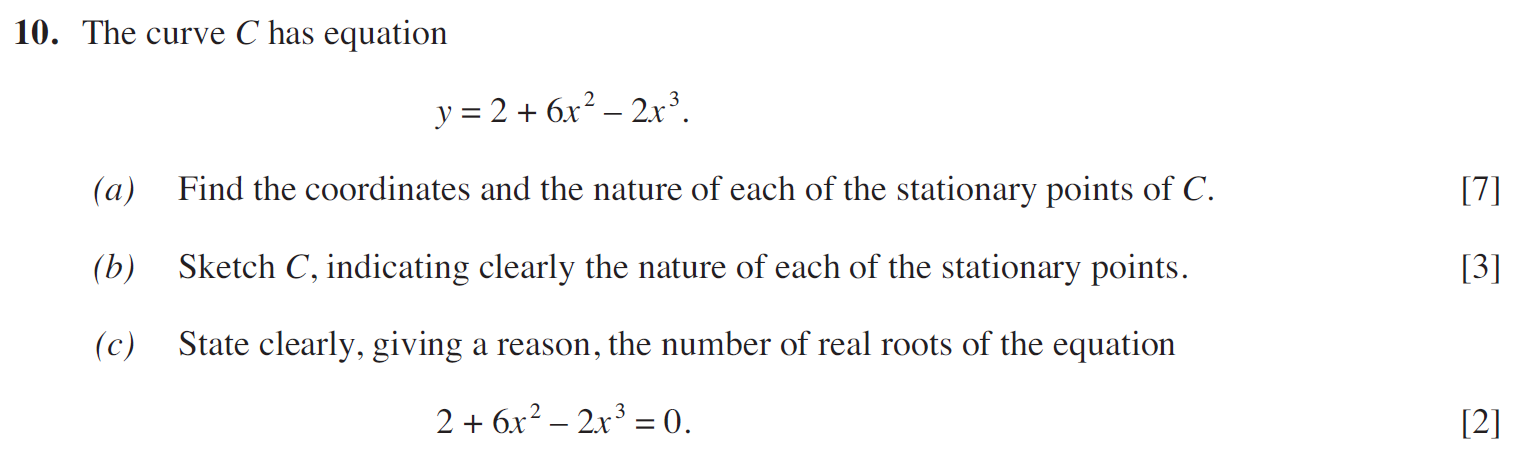 10. The curve C has equation
y = 2 + 6x² – 2x³.
(a) Find the coordinates and the nature of each of the stationary points of C. [7]
(b) Sketch C, indicating clearly the nature of each of the stationary points. [3]
(c) State clearly, giving a reason, the number of real roots of the equation
2 + 6x² – 2x³ = 0. [2]